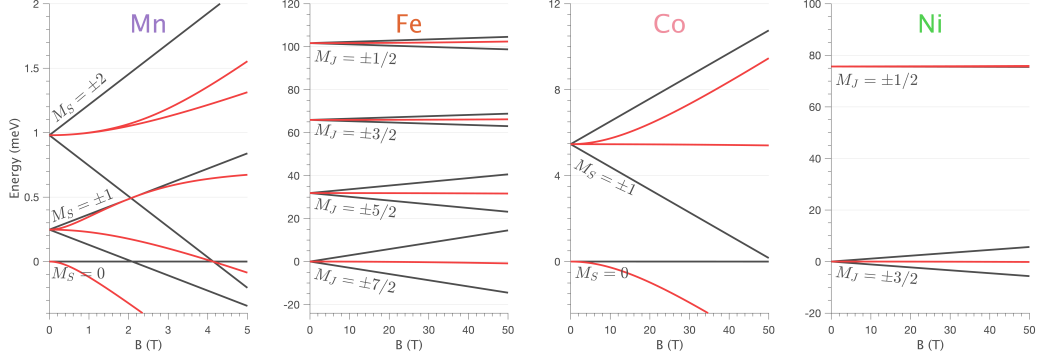 Mn
2
1.5
1
0.5
0
Energy (meV)
M_S = ±2
M_S = ±1
M_S = 0
0 1 2 3 4 5
B (T)
Fe
120
100
80
60
40
20
0
-20
M_J = ±1/2
M_J = ±3/2
M_J = ±5/2
M_J = ±7/2
0 10 20 30 40 50
B (T)
Co
12
8
4
0
M_S = ±1
M_S = 0
0 10 20 30 40 50
B (T)
Ni
100
80
60
40
20
0
-20
M_J = ±1/2
M_J = ±3/2
0 10 20 30 40 50
B (T)